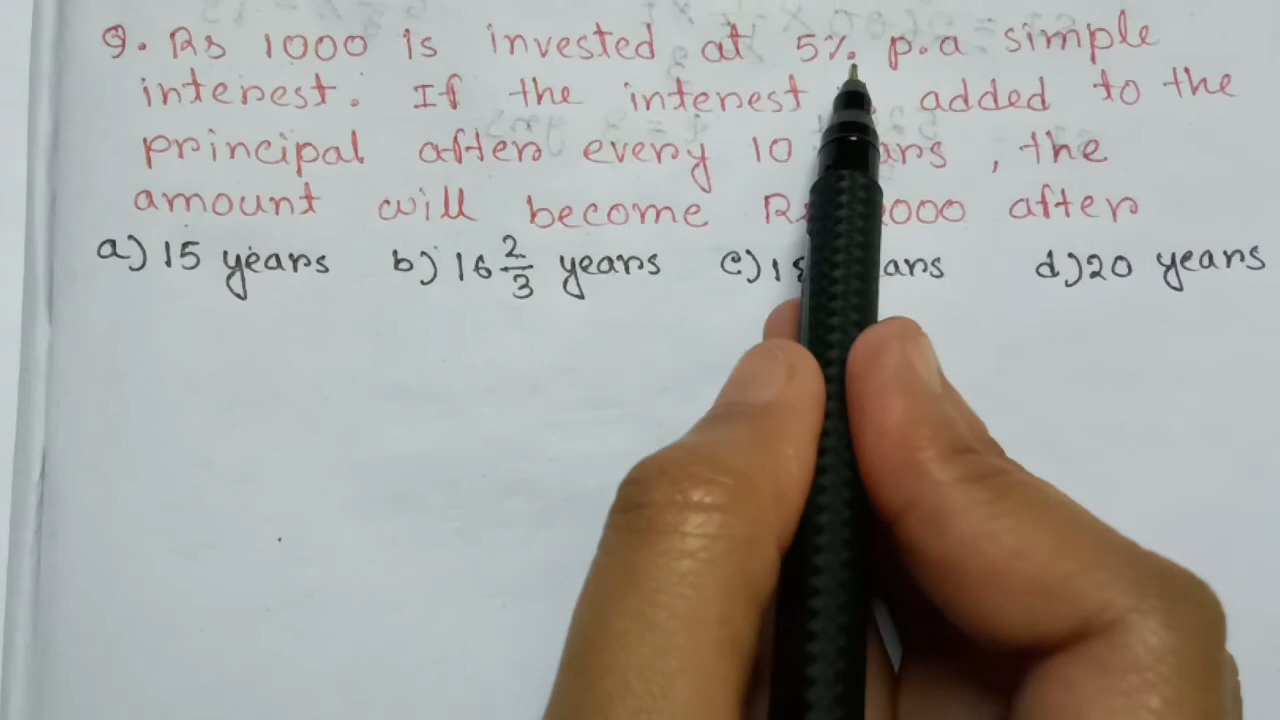 9. Rs 1000 is invested at 5% p.a simple
interest. If the interest added to the
principal after every 10 , the
amount will become after
a) 15 years b) 16 2/3 years c) d) 20 years